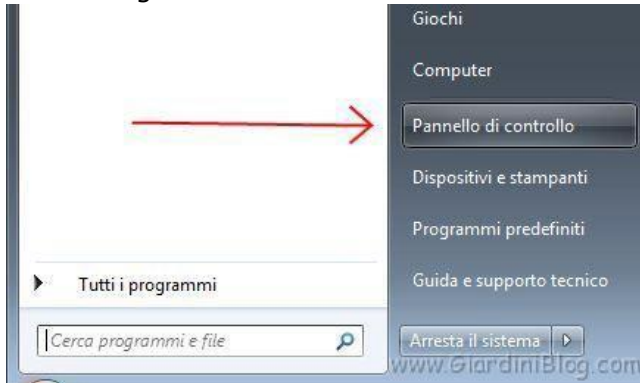 Giochi
Computer
Pannello di controllo
Dispositivi e stampanti
Programmi predefiniti
Guida e supporto tecnico
Tutti i programmi
Cerca programmi e file
Arresta il sistema
www.GiardiniBlog.com